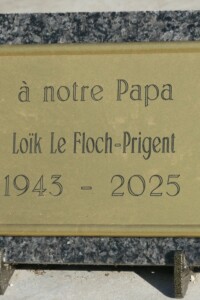 à notre Papa
Loïk Le Floch-Prigent
1943 - 2025